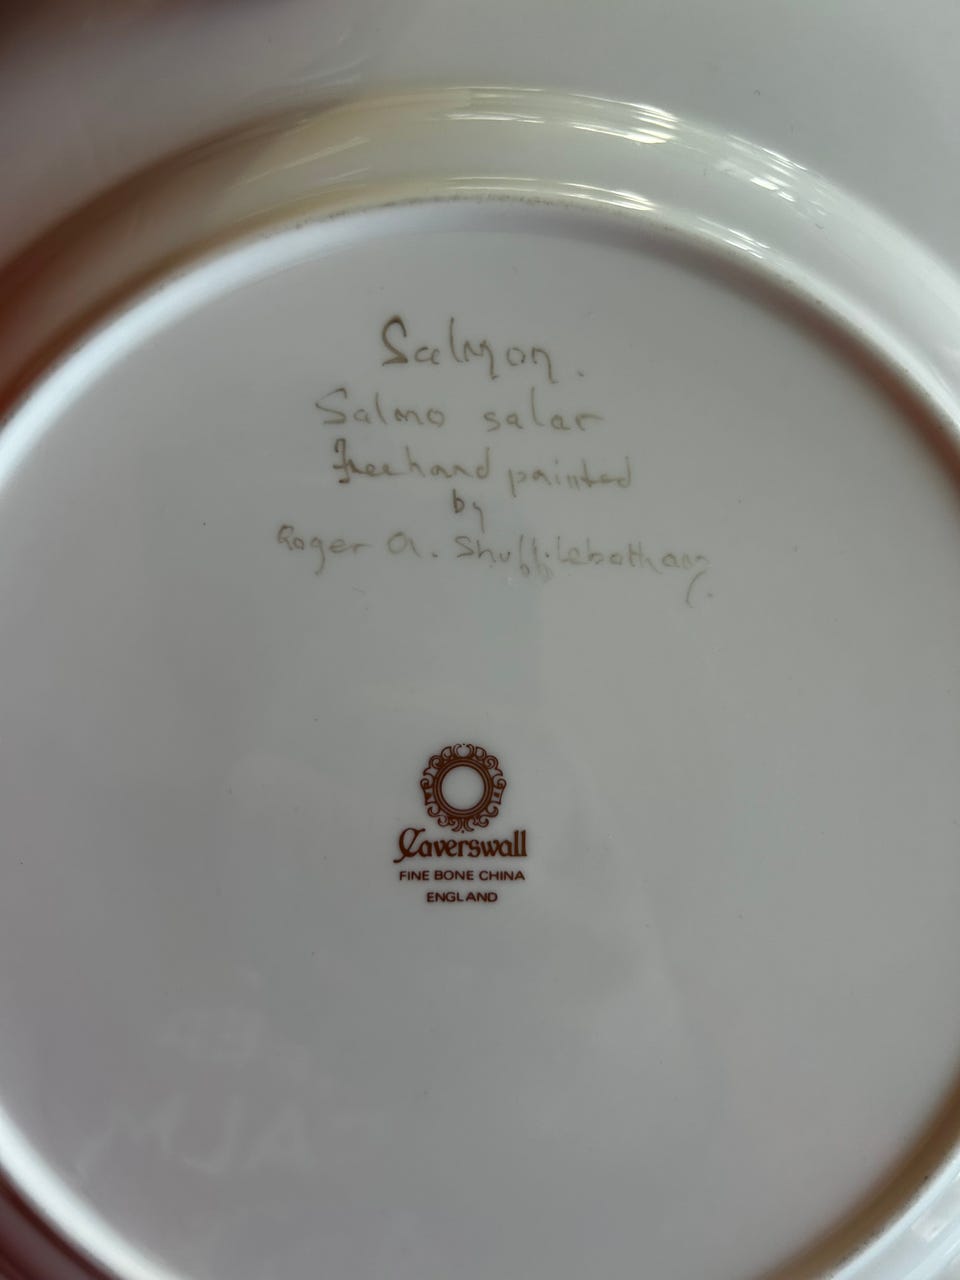 Salmon.
Salmo salar
Freehand painted
by
Roger A. Shufflebotham.
Caverswall
FINE BONE CHINA
ENGLAND